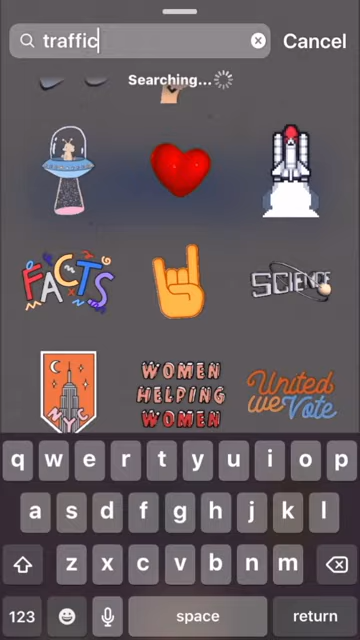 traffic
Cancel
Searching...
FACTS
SCIENCE
NYC
WOMEN
HELPING
WOMEN
United
we Vote
q w e r t y u i o p
a s d f g h j k l
z x c v b n m
123
space
return